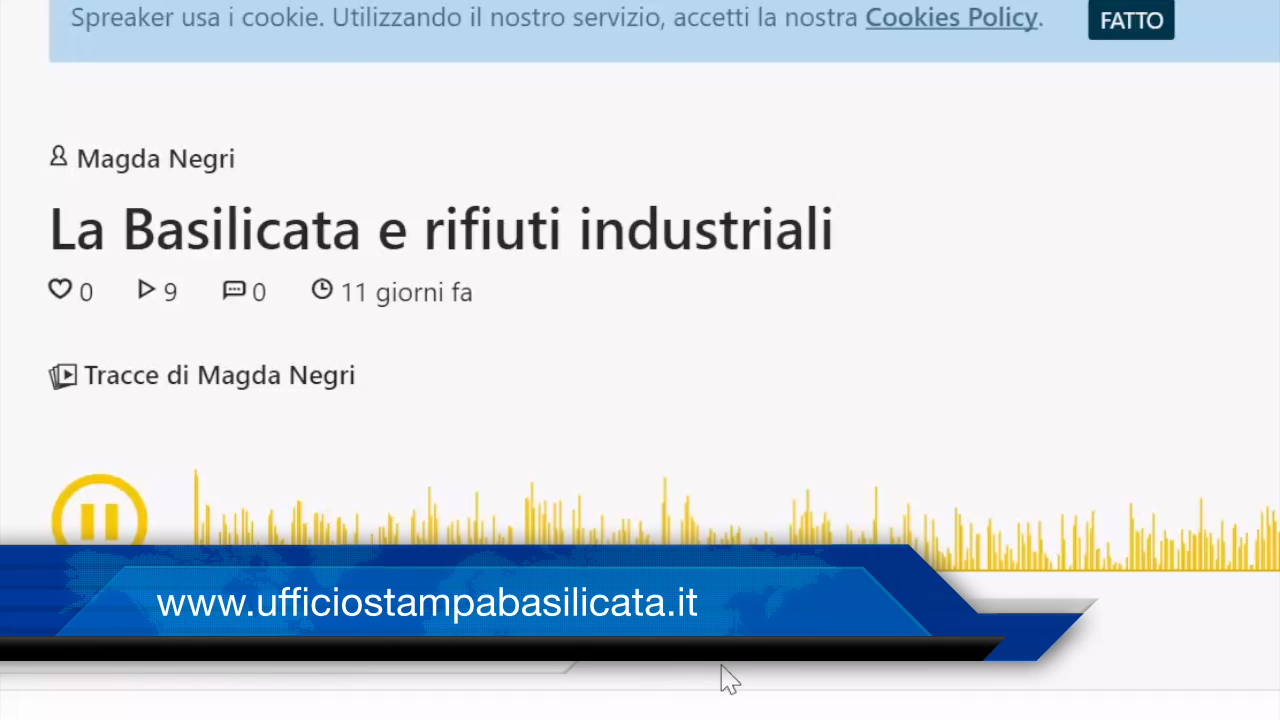 Spreaker usa i cookie. Utilizzando il nostro servizio, accetti la nostra Cookies Policy. FATTO
Magda Negri
La Basilicata e rifiuti industriali
0 9 0 11 giorni fa
Tracce di Magda Negri
www.ufficiostampabasilicata.it